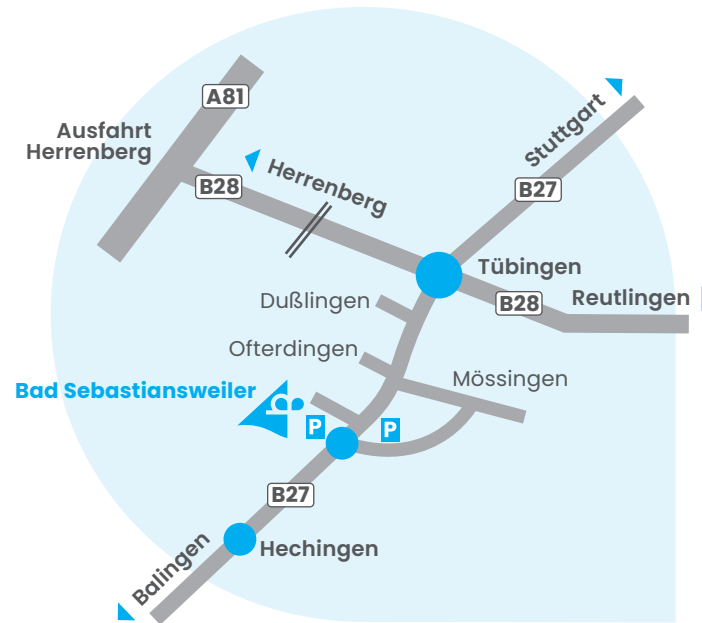 A81
Ausfahrt
Herrenberg
Stuttgart
B28
Herrenberg
B27
Tübingen
Dußlingen
B28
Reutlingen
Ofterdingen
Mössingen
Bad Sebastiansweiler
P
P
B27
Hechingen
Balingen